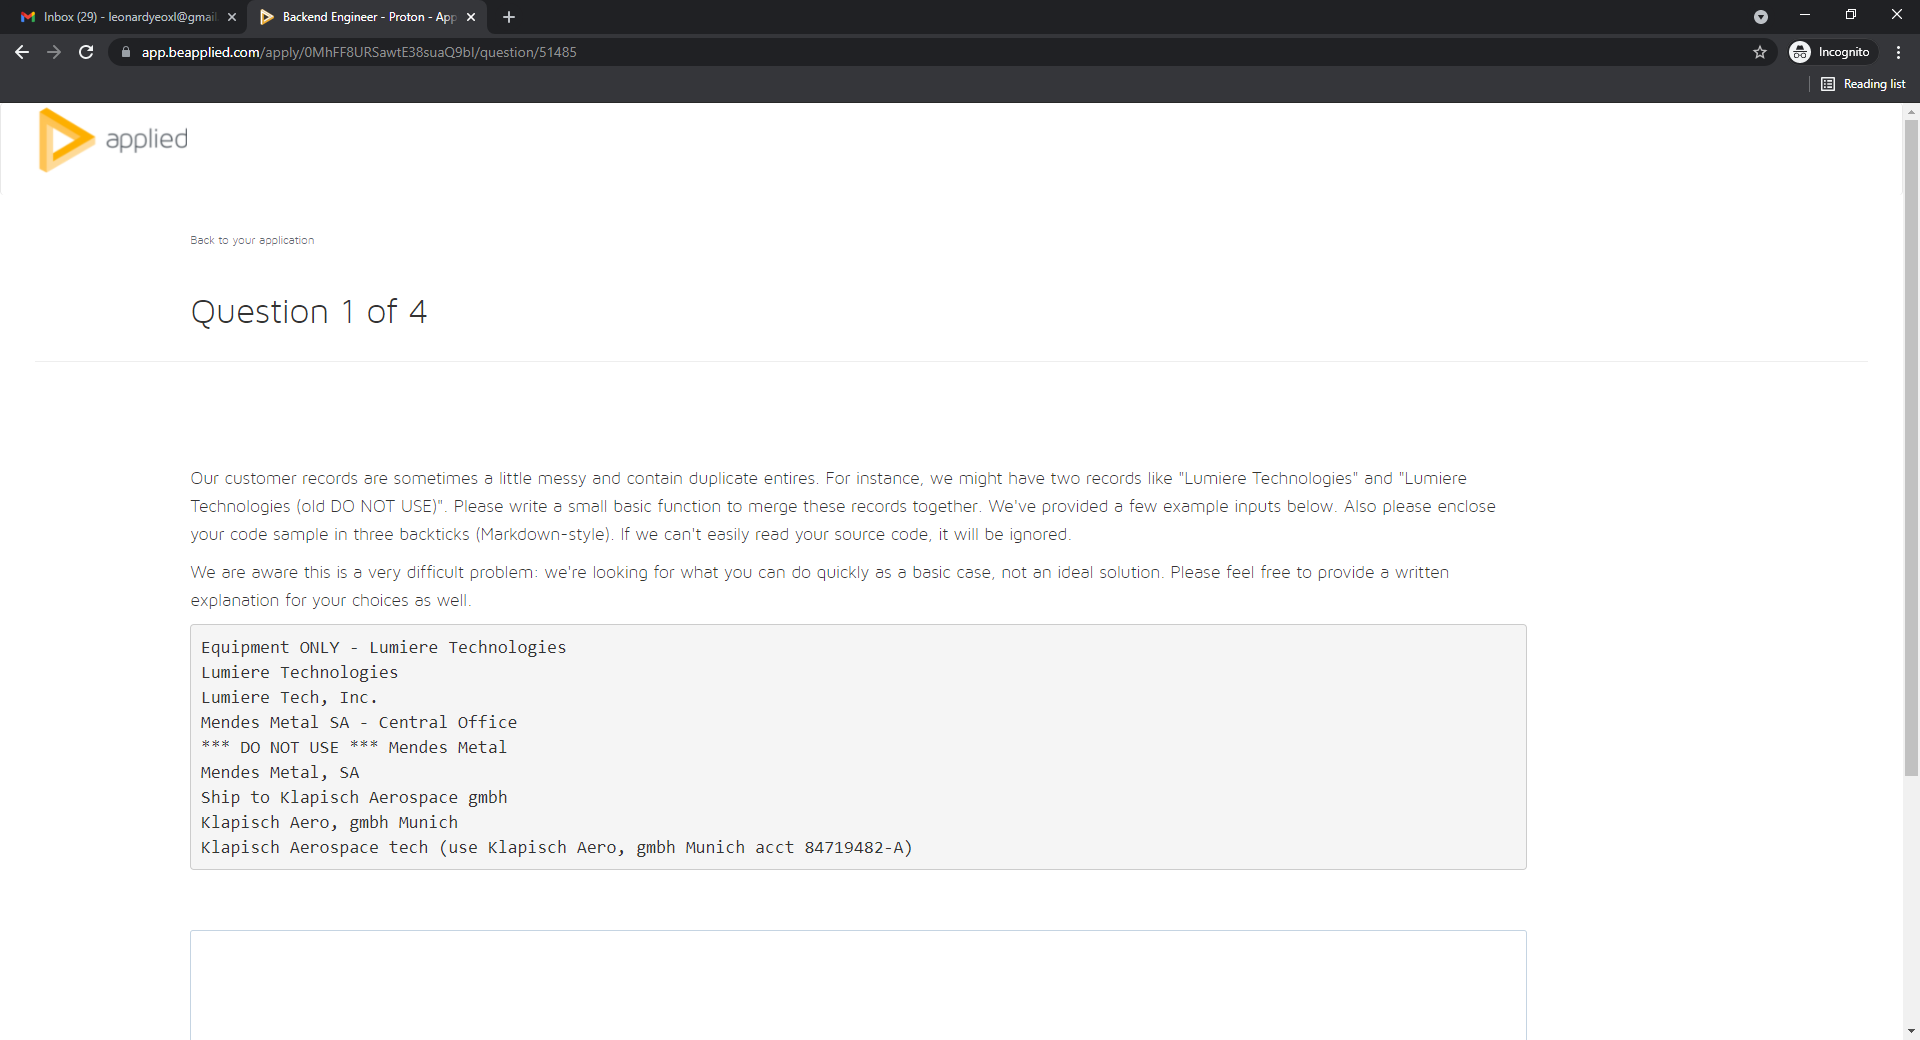 Inbox (29) - leonardyeoxl@gmail
Backend Engineer - Proton - App
app.beapplied.com/apply/0MhFF8URSawtE38suaQ9bI/question/51485
Incognito
Reading list
applied
Back to your application
Question 1 of 4
Our customer records are sometimes a little messy and contain duplicate entires. For instance, we might have two records like "Lumiere Technologies" and "Lumiere
Technologies (old DO NOT USE)". Please write a small basic function to merge these records together. We've provided a few example inputs below. Also please enclose
your code sample in three backticks (Markdown-style). If we can't easily read your source code, it will be ignored.
We are aware this is a very difficult problem: we're looking for what you can do quickly as a basic case, not an ideal solution. Please feel free to provide a written
explanation for your choices as well.
Equipment ONLY - Lumiere Technologies
Lumiere Technologies
Lumiere Tech, Inc.
Mendes Metal SA - Central Office
*** DO NOT USE *** Mendes Metal
Mendes Metal, SA
Ship to Klapisch Aerospace gmbh
Klapisch Aero, gmbh Munich
Klapisch Aerospace tech (use Klapisch Aero, gmbh Munich acct 84719482-A)